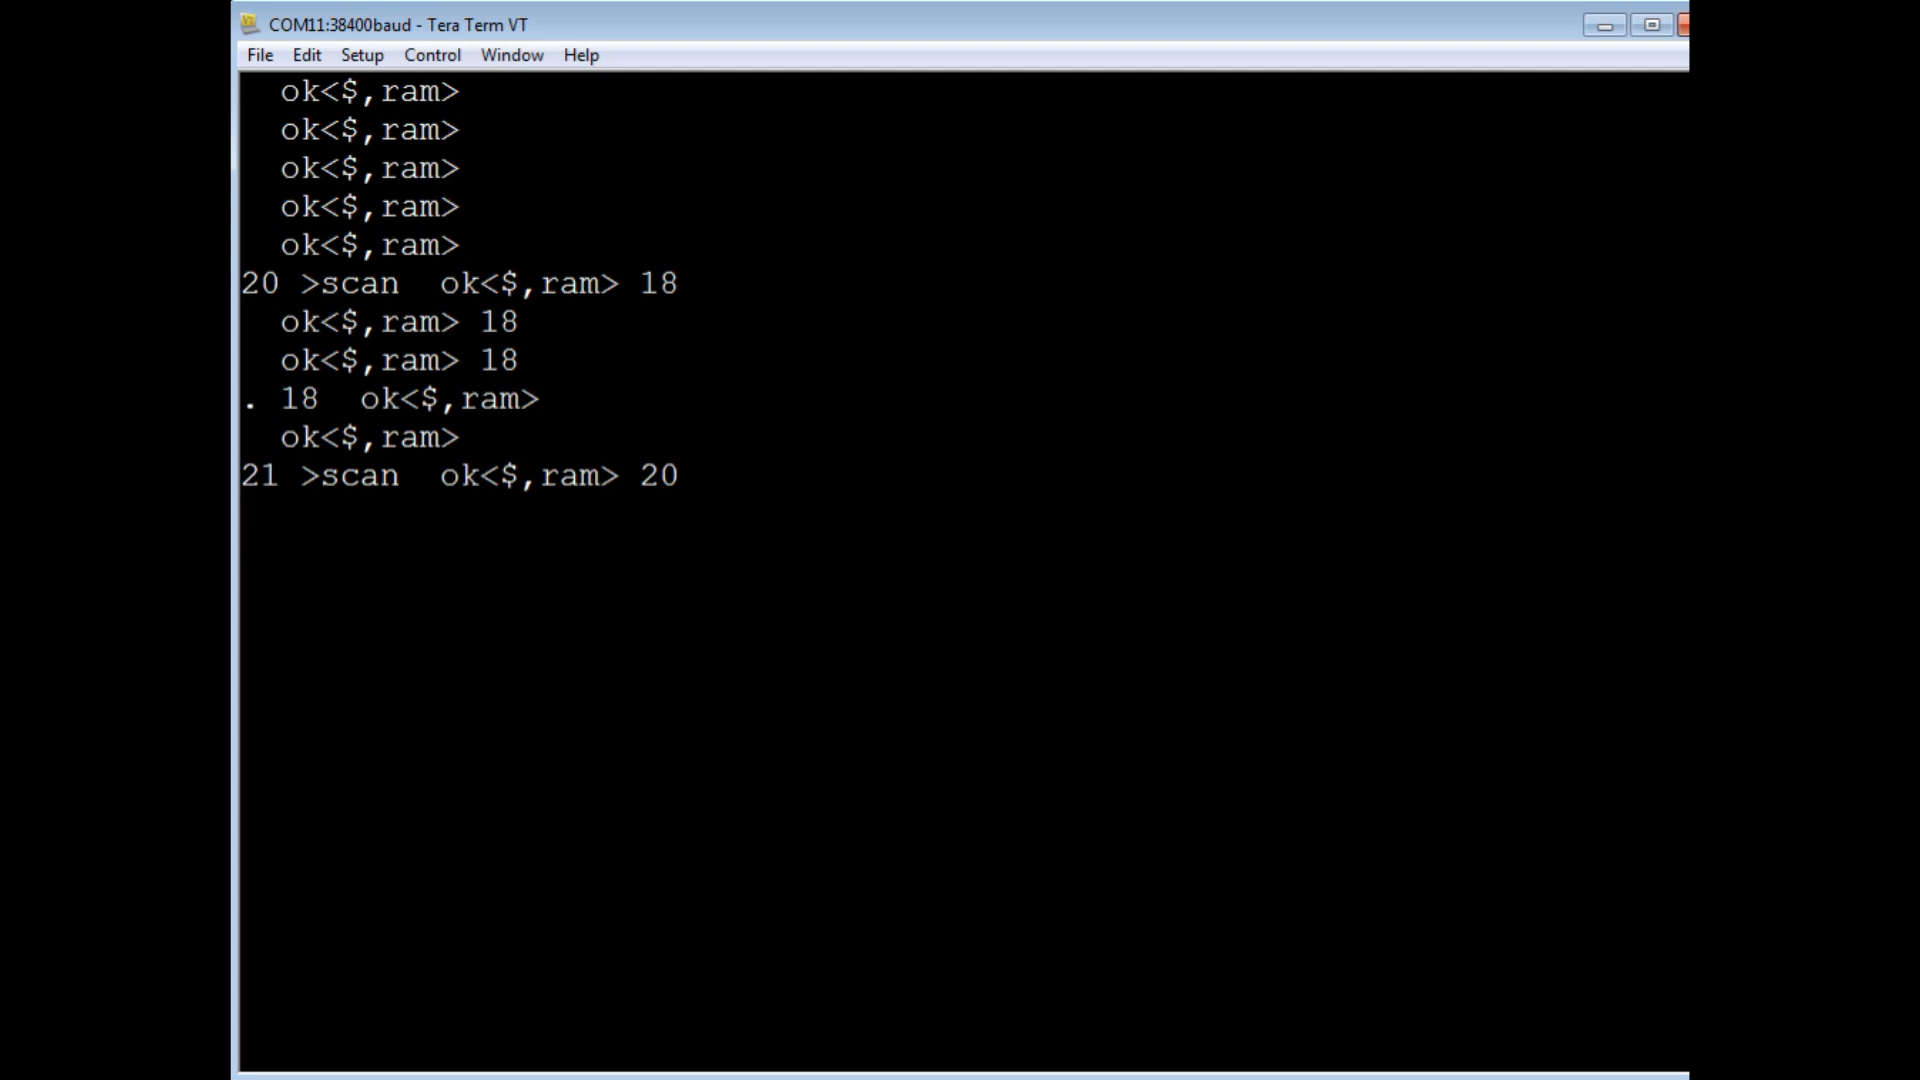 COM11:38400baud - Tera Term VT
File Edit Setup Control Window Help
ok<$,ram>
ok<$,ram>
ok<$,ram>
ok<$,ram>
ok<$,ram>
20 >scan  ok<$,ram> 18
ok<$,ram> 18
ok<$,ram> 18
. 18  ok<$,ram>
ok<$,ram>
21 >scan  ok<$,ram> 20